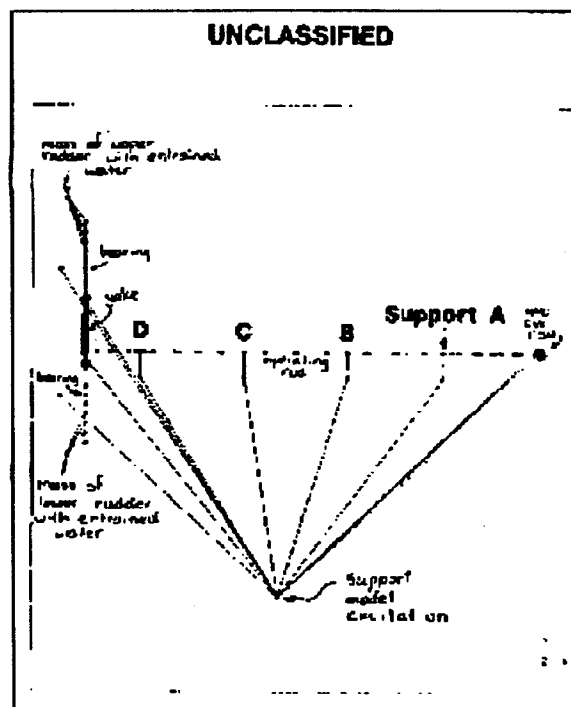 UNCLASSIFIED
Mass of upper
rudder with entrained
water
bearing
yoke
D
C
B
Support A
operating
rod
bearing
Mass of
lower rudder
with entrained
water
Support
model
excitation